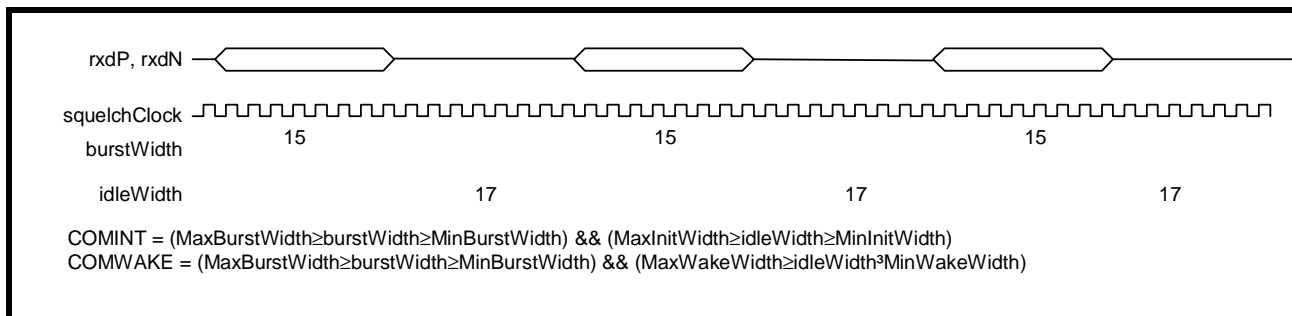 rxdP, rxdN
squelchClock
15 15 15
burstWidth
idleWidth 17 17 17
COMINT = (MaxBurstWidth≥burstWidth≥MinBurstWidth) && (MaxInitWidth≥idleWidth≥MinInitWidth)
COMWAKE = (MaxBurstWidth≥burstWidth≥MinBurstWidth) && (MaxWakeWidth≥idleWidth³MinWakeWidth)